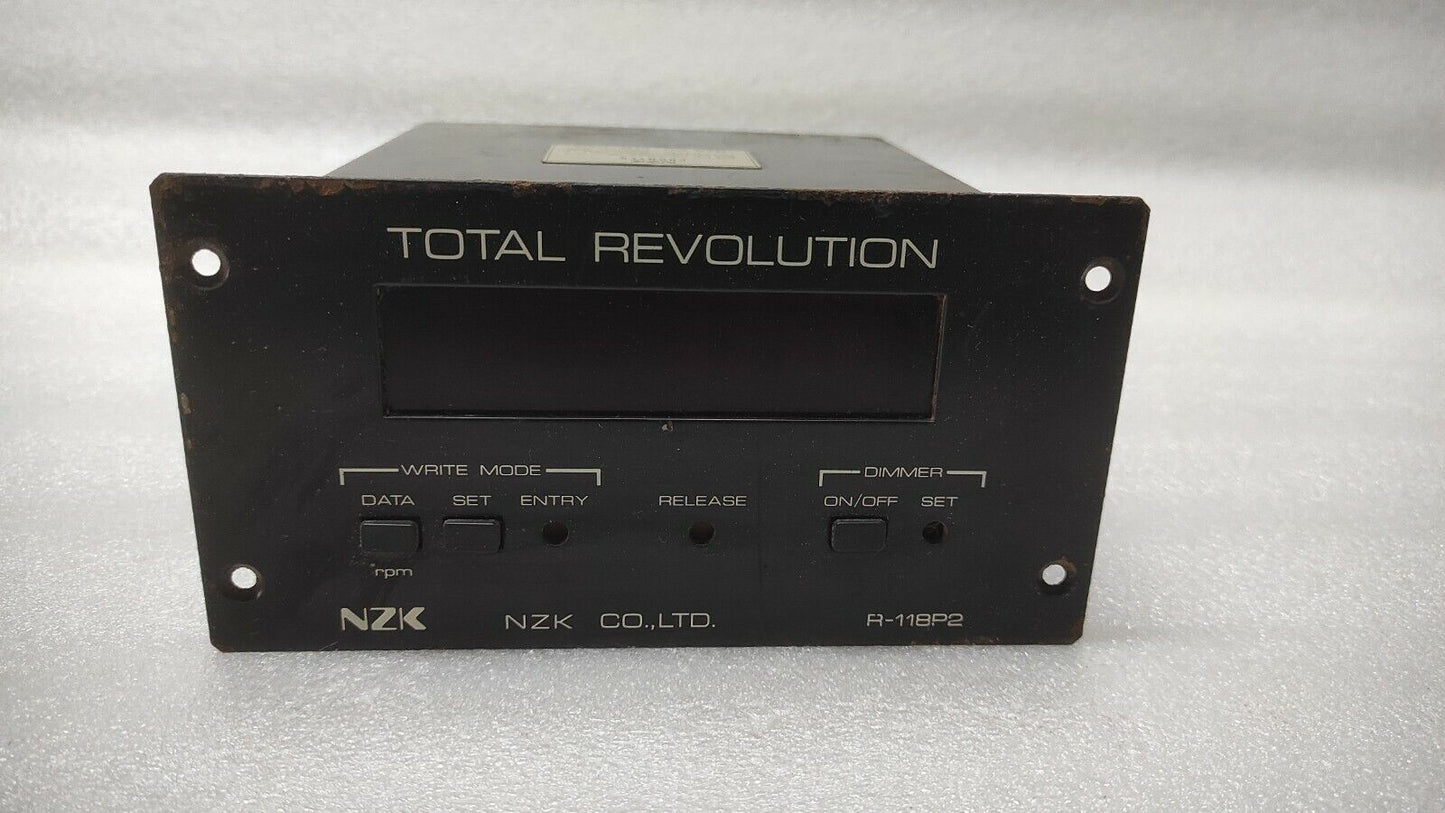 TOTAL REVOLUTION
WRITE MODE
DIMMER
DATA SET ENTRY RELEASE ON/OFF SET
rpm
NZK NZK CO.,LTD. R-118P2